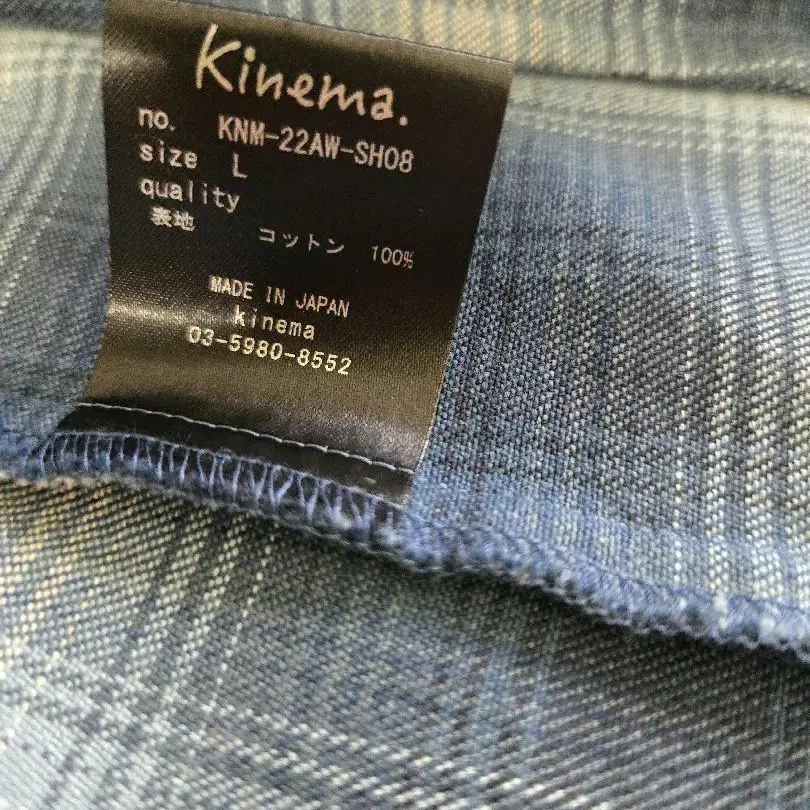 Kinema.
no. KNM-22AW-SH08
size L
quality
表地 コットン 100%
MADE IN JAPAN
kinema
03-5980-8552